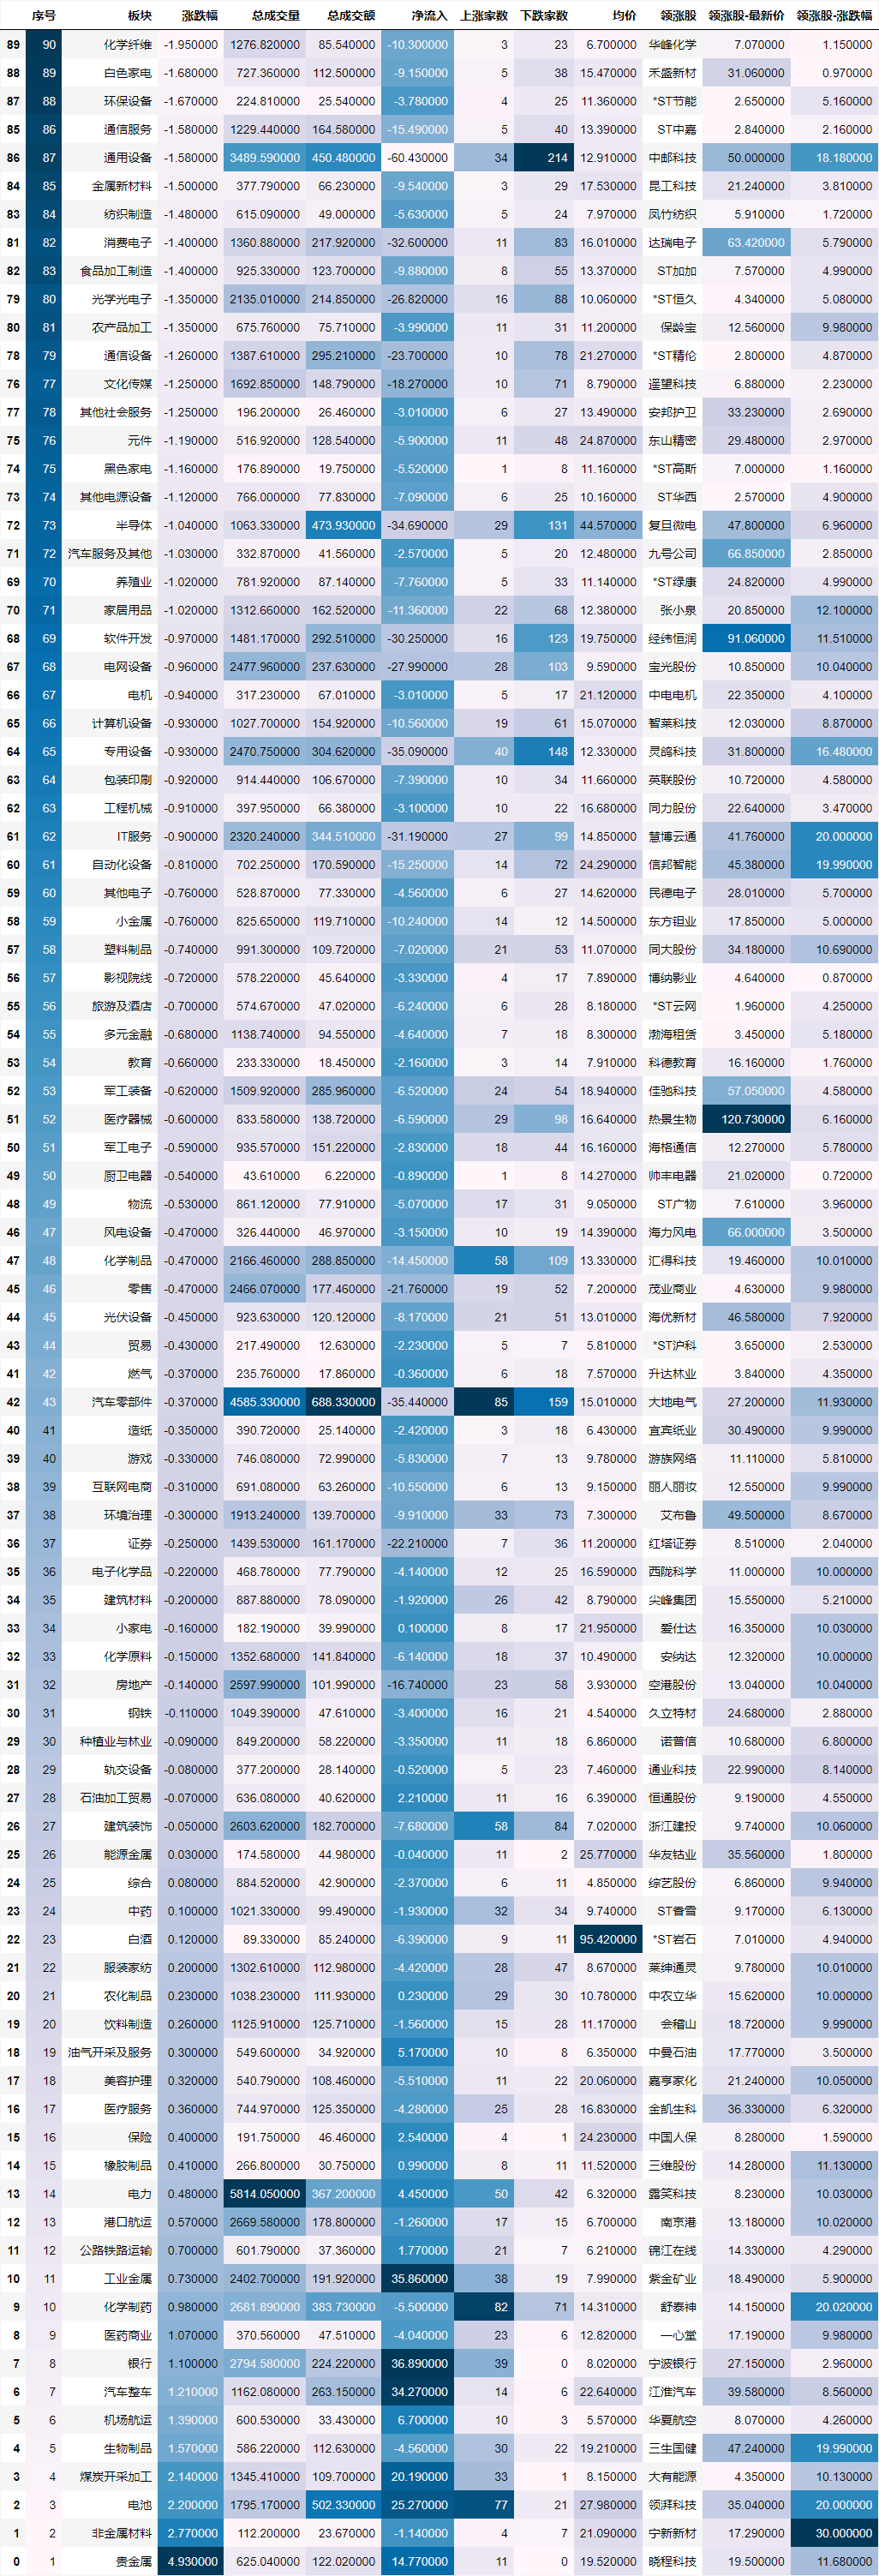 序号 板块 涨跌幅 总成交量 总成交额 净流入 上涨家数 下跌家数 均价 领涨股 领涨股-最新价 领涨股-涨跌幅
89 90 化学纤维 -1.950000 1276.820000 85.540000 -10.300000 3 23 6.700000 华峰化学 7.070000 1.150000
88 89 白色家电 -1.680000 727.360000 112.500000 -9.150000 5 38 15.470000 禾盛新材 31.060000 0.970000
87 88 环保设备 -1.670000 224.810000 25.540000 -3.780000 4 25 11.360000 *ST节能 2.650000 5.160000
85 86 通信服务 -1.580000 1229.440000 164.580000 -15.490000 5 40 13.390000 ST中嘉 2.840000 2.160000
86 87 通用设备 -1.580000 3489.590000 450.480000 -60.430000 34 214 12.910000 中邮科技 50.000000 18.180000
84 85 金属新材料 -1.500000 377.790000 66.230000 -9.540000 3 29 17.530000 昆工科技 21.240000 3.810000
83 84 纺织制造 -1.480000 615.090000 49.000000 -5.630000 5 24 7.970000 凤竹纺织 5.910000 1.720000
81 82 消费电子 -1.400000 1360.880000 217.920000 -32.600000 11 83 16.010000 达瑞电子 63.420000 5.790000
82 83 食品加工制造 -1.400000 925.330000 123.700000 -9.880000 8 55 13.370000 ST加加 7.570000 4.990000
79 80 光学光电子 -1.350000 2135.010000 214.850000 -26.820000 16 88 10.060000 *ST恒久 4.340000 5.080000
80 81 农产品加工 -1.350000 675.760000 75.710000 -3.990000 11 31 11.200000 保龄宝 12.560000 9.980000
78 79 通信设备 -1.260000 1387.610000 295.210000 -23.700000 10 78 21.270000 *ST精伦 2.800000 4.870000
76 77 文化传媒 -1.250000 1692.850000 148.790000 -18.270000 10 71 8.790000 遥望科技 6.880000 2.230000
77 78 其他社会服务 -1.250000 196.200000 26.460000 -3.010000 6 27 13.490000 安邦护卫 33.230000 2.690000
75 76 元件 -1.190000 516.920000 128.540000 -5.900000 11 48 24.870000 东山精密 29.480000 2.970000
74 75 黑色家电 -1.160000 176.890000 19.750000 -5.520000 1 8 11.160000 *ST高斯 7.000000 1.160000
73 74 其他电源设备 -1.120000 766.000000 77.830000 -7.090000 6 25 10.160000 ST华西 2.570000 4.900000
72 73 半导体 -1.040000 1063.330000 473.930000 -34.690000 29 131 44.570000 复旦微电 47.800000 6.960000
71 72 汽车服务及其他 -1.030000 332.870000 41.560000 -2.570000 5 20 12.480000 九号公司 66.850000 2.850000
69 70 养殖业 -1.020000 781.920000 87.140000 -7.760000 5 33 11.140000 *ST绿康 24.820000 4.990000
70 71 家居用品 -1.020000 1312.660000 162.520000 -11.360000 22 68 12.380000 张小泉 20.850000 12.100000
68 69 软件开发 -0.970000 1481.170000 292.510000 -30.250000 16 123 19.750000 经纬恒润 91.060000 11.510000
67 68 电网设备 -0.960000 2477.960000 237.630000 -27.990000 28 103 9.590000 宝光股份 10.850000 10.040000
66 67 电机 -0.940000 317.230000 67.010000 -3.010000 5 17 21.120000 中电电机 22.350000 4.100000
65 66 计算机设备 -0.930000 1027.700000 154.920000 -10.560000 19 61 15.070000 智莱科技 12.030000 8.870000
64 65 专用设备 -0.930000 2470.750000 304.620000 -35.090000 40 148 12.330000 灵鸽科技 31.800000 16.480000
63 64 包装印刷 -0.920000 914.440000 106.670000 -7.390000 10 34 11.660000 英联股份 10.720000 4.580000
62 63 工程机械 -0.910000 397.950000 66.380000 -3.100000 10 22 16.680000 同力股份 22.640000 3.470000
61 62 IT服务 -0.900000 2320.240000 344.510000 -31.190000 27 99 14.850000 慧博云通 41.760000 20.000000
60 61 自动化设备 -0.810000 702.250000 170.590000 -15.250000 14 72 24.290000 信邦智能 45.380000 19.990000
59 60 其他电子 -0.760000 528.870000 77.330000 -4.560000 6 27 14.620000 民德电子 28.010000 5.700000
58 59 小金属 -0.760000 825.650000 119.710000 -10.240000 14 12 14.500000 东方钽业 17.850000 5.000000
57 58 塑料制品 -0.740000 991.300000 109.720000 -7.020000 21 53 11.070000 同大股份 34.180000 10.690000
56 57 影视院线 -0.720000 578.220000 45.640000 -3.330000 4 17 7.890000 博纳影业 4.640000 0.870000
55 56 旅游及酒店 -0.700000 574.670000 47.020000 -6.240000 6 28 8.180000 *ST云网 1.960000 4.250000
54 55 多元金融 -0.680000 1138.740000 94.550000 -4.640000 7 18 8.300000 渤海租赁 3.450000 5.180000
53 54 教育 -0.660000 233.330000 18.450000 -2.160000 3 14 7.910000 科德教育 16.160000 1.760000
52 53 军工装备 -0.620000 1509.920000 285.960000 -6.520000 24 54 18.940000 佳驰科技 57.050000 4.580000
51 52 医疗器械 -0.600000 833.580000 138.720000 -6.590000 29 98 16.640000 热景生物 120.730000 6.160000
50 51 军工电子 -0.590000 935.570000 151.220000 -2.830000 18 44 16.160000 海格通信 12.270000 5.780000
49 50 厨卫电器 -0.540000 43.610000 6.220000 -0.890000 1 8 14.270000 帅丰电器 21.020000 0.720000
48 49 物流 -0.530000 861.120000 77.910000 -5.070000 17 31 9.050000 ST广物 7.610000 3.960000
46 47 风电设备 -0.470000 326.440000 46.970000 -3.150000 10 19 14.390000 海力风电 66.000000 3.500000
47 48 化学制品 -0.470000 2166.460000 288.850000 -14.450000 58 109 13.330000 汇得科技 19.460000 10.010000
45 46 零售 -0.470000 2466.070000 177.460000 -21.760000 19 52 7.200000 茂业商业 4.630000 9.980000
44 45 光伏设备 -0.450000 923.630000 120.120000 -8.170000 21 51 13.010000 海优新材 46.580000 7.920000
43 44 贸易 -0.430000 217.490000 12.630000 -2.230000 5 7 5.810000 *ST沪科 3.650000 2.530000
41 42 燃气 -0.370000 235.760000 17.860000 -0.360000 6 18 7.570000 升达林业 3.840000 4.350000
42 43 汽车零部件 -0.370000 4585.330000 688.330000 -35.440000 85 159 15.010000 大地电气 27.200000 11.930000
40 41 造纸 -0.350000 390.720000 25.140000 -2.420000 3 18 6.430000 宜宾纸业 30.490000 9.990000
39 40 游戏 -0.330000 746.080000 72.990000 -5.830000 7 13 9.780000 游族网络 11.110000 5.810000
38 39 互联网电商 -0.310000 691.080000 63.260000 -10.550000 6 13 9.150000 丽人丽妆 12.550000 9.990000
37 38 环境治理 -0.300000 1913.240000 139.700000 -9.910000 33 73 7.300000 艾布鲁 49.500000 8.670000
36 37 证券 -0.250000 1439.530000 161.170000 -22.210000 7 36 11.200000 红塔证券 8.510000 2.040000
35 36 电子化学品 -0.220000 468.780000 77.790000 -4.140000 12 25 16.590000 西陇科学 11.000000 10.000000
34 35 建筑材料 -0.200000 887.880000 78.090000 -1.920000 26 42 8.790000 尖峰集团 15.550000 5.210000
33 34 小家电 -0.160000 182.190000 39.990000 0.100000 8 17 21.950000 爱仕达 16.350000 10.030000
32 33 化学原料 -0.150000 1352.680000 141.840000 -6.140000 18 37 10.490000 安纳达 12.320000 10.000000
31 32 房地产 -0.140000 2597.990000 101.990000 -16.740000 23 58 3.930000 空港股份 13.040000 10.040000
30 31 钢铁 -0.110000 1049.390000 47.610000 -3.400000 16 21 4.540000 久立特材 24.680000 2.880000
29 30 种植业与林业 -0.090000 849.200000 58.220000 -3.350000 11 18 6.860000 诺普信 10.680000 6.800000
28 29 轨交设备 -0.080000 377.200000 28.140000 -0.520000 5 23 7.460000 通业科技 22.990000 8.140000
27 28 石油加工贸易 -0.070000 636.080000 40.620000 2.210000 11 16 6.390000 恒通股份 9.190000 4.550000
26 27 建筑装饰 -0.050000 2603.620000 182.700000 -7.680000 58 84 7.020000 浙江建投 9.740000 10.060000
25 26 能源金属 0.030000 174.580000 44.980000 -0.040000 11 2 25.770000 华友钴业 35.560000 1.800000
24 25 综合 0.080000 884.520000 42.900000 -2.370000 6 11 4.850000 综艺股份 6.860000 9.940000
23 24 中药 0.100000 1021.330000 99.490000 -1.930000 32 34 9.740000 ST香雪 9.170000 6.130000
22 23 白酒 0.120000 89.330000 85.240000 -6.390000 9 11 95.420000 *ST岩石 7.010000 4.940000
21 22 服装家纺 0.200000 1302.610000 112.980000 -4.420000 28 47 8.670000 莱绅通灵 9.780000 10.010000
20 21 农化制品 0.230000 1038.230000 111.930000 0.230000 29 30 10.780000 中农立华 15.620000 10.000000
19 20 饮料制造 0.260000 1125.910000 125.710000 -1.560000 15 28 11.170000 会稽山 18.720000 9.990000
18 19 油气开采及服务 0.300000 549.600000 34.920000 5.170000 10 8 6.350000 中曼石油 17.770000 3.500000
17 18 美容护理 0.320000 540.790000 108.460000 -5.510000 11 22 20.060000 嘉亨家化 21.240000 10.050000
16 17 医疗服务 0.360000 744.970000 125.350000 -4.280000 25 28 16.830000 金凯生科 36.330000 6.320000
15 16 保险 0.400000 191.750000 46.460000 2.540000 4 1 24.230000 中国人保 8.280000 1.590000
14 15 橡胶制品 0.410000 266.800000 30.750000 0.990000 8 11 11.520000 三维股份 14.280000 11.130000
13 14 电力 0.480000 5814.050000 367.200000 4.450000 50 42 6.320000 露笑科技 8.230000 10.030000
12 13 港口航运 0.570000 2669.580000 178.800000 -1.260000 17 15 6.700000 南京港 13.180000 10.020000
11 12 公路铁路运输 0.700000 601.790000 37.360000 1.770000 21 7 6.210000 锦江在线 14.330000 4.290000
10 11 工业金属 0.730000 2402.700000 191.920000 35.860000 38 19 7.990000 紫金矿业 18.490000 5.900000
9 10 化学制药 0.980000 2681.890000 383.730000 -5.500000 82 71 14.310000 舒泰神 14.150000 20.020000
8 9 医药商业 1.070000 370.560000 47.510000 -4.040000 23 6 12.820000 一心堂 17.190000 9.980000
7 8 银行 1.100000 2794.580000 224.220000 36.890000 39 0 8.020000 宁波银行 27.150000 2.960000
6 7 汽车整车 1.210000 1162.080000 263.150000 34.270000 14 6 22.640000 江淮汽车 39.580000 8.560000
5 6 机场航运 1.390000 600.530000 33.430000 6.700000 10 3 5.570000 华夏航空 8.070000 4.260000
4 5 生物制品 1.570000 586.220000 112.630000 -4.560000 30 22 19.210000 三生国健 47.240000 19.990000
3 4 煤炭开采加工 2.140000 1345.410000 109.700000 20.190000 33 1 8.150000 大有能源 4.350000 10.130000
2 3 电池 2.200000 1795.170000 502.330000 25.270000 77 21 27.980000 领湃科技 35.040000 20.000000
1 2 非金属材料 2.770000 112.200000 23.670000 -1.140000 4 7 21.090000 宁新新材 17.290000 30.000000
0 1 贵金属 4.930000 625.040000 122.020000 14.770000 11 0 19.520000 晓程科技 19.500000 11.680000